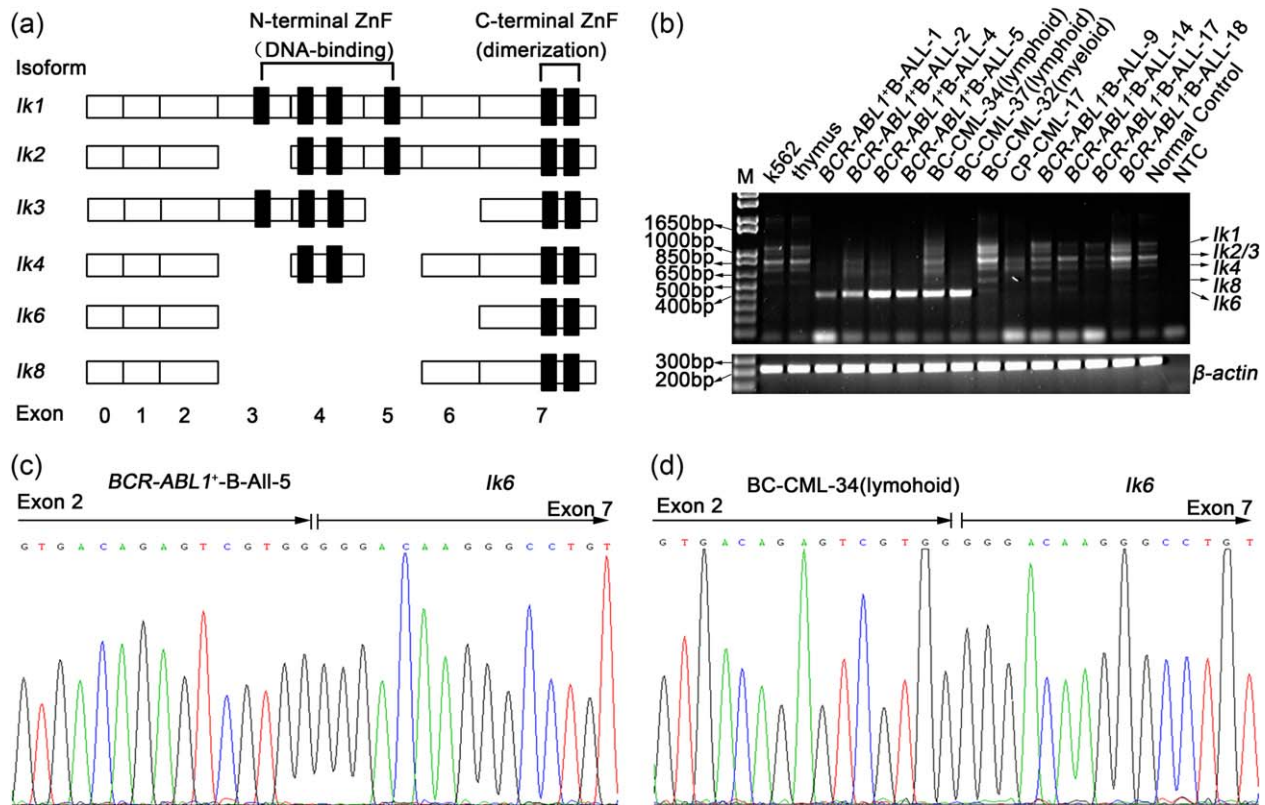 (a)
N-terminal ZnF
(DNA-binding)
C-terminal ZnF
(dimerization)
Isoform
Ik1
Ik2
Ik3
Ik4
Ik6
Ik8
Exon 0 1 2 3 4 5 6 7
(b)
M
k562
thymus
BCR-ABL1+B-ALL-1
BCR-ABL1+B-ALL-2
BCR-ABL1+B-ALL-4
BCR-ABL1+B-ALL-5
BC-CML-34(lymphoid)
BC-CML-37(lymphoid)
BC-CML-32(myeloid)
CP-CML-17
BCR-ABL1-B-ALL-9
BCR-ABL1-B-ALL-14
BCR-ABL1-B-ALL-17
BCR-ABL1-B-ALL-18
Normal Control
NTC
1650bp
1000bp
850bp
650bp
500bp
400bp
Ik1
Ik2/3
Ik4
Ik8
Ik6
300bp
200bp
β-actin
(c)
BCR-ABL1+-B-All-5 Ik6
Exon 2 Exon 7
G T G A C A G A G T C G T G G G G A C A A G G G C C T G T
(d)
BC-CML-34(lymohoid) Ik6
Exon 2 Exon 7
G T G A C A G A G T C G T G G G G A C A A G G G C C T G T